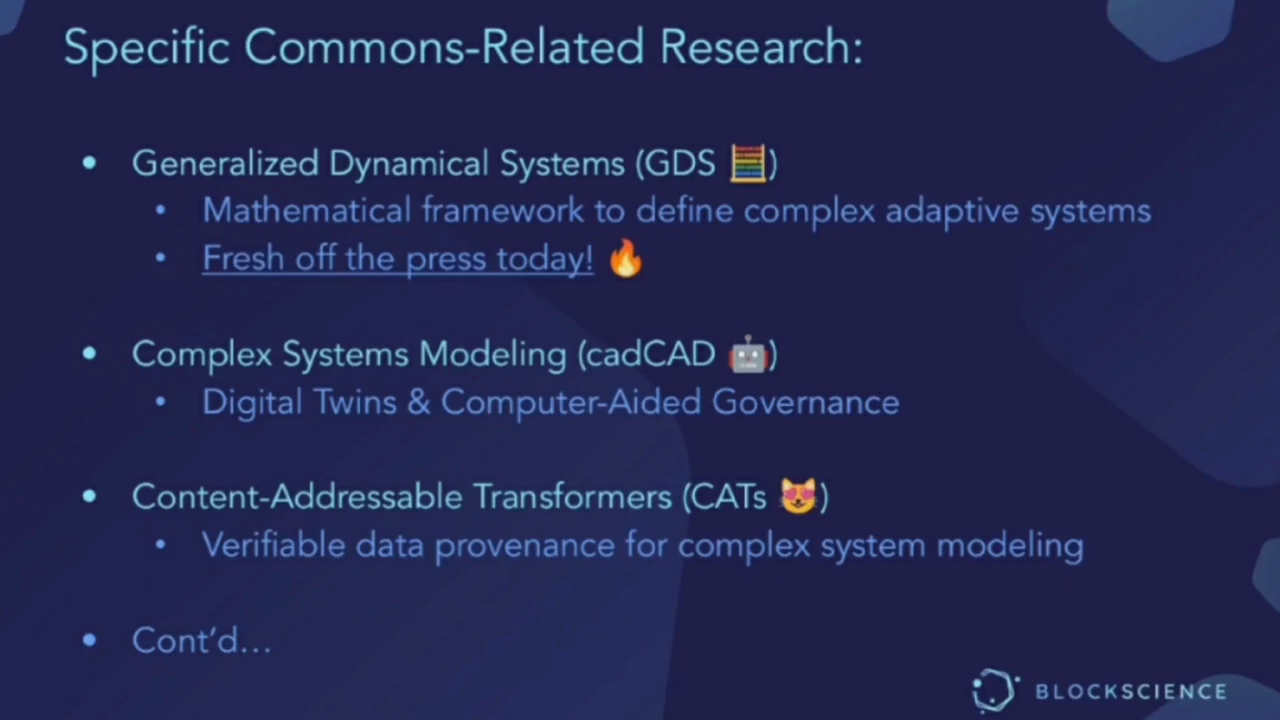 Specific Commons-Related Research:
• Generalized Dynamical Systems (GDS 🧮)
• Mathematical framework to define complex adaptive systems
• Fresh off the press today! 🔥
• Complex Systems Modeling (cadCAD 🤖)
• Digital Twins & Computer-Aided Governance
• Content-Addressable Transformers (CATs 😻)
• Verifiable data provenance for complex system modeling
• Cont’d...
BLOCKSCIENCE